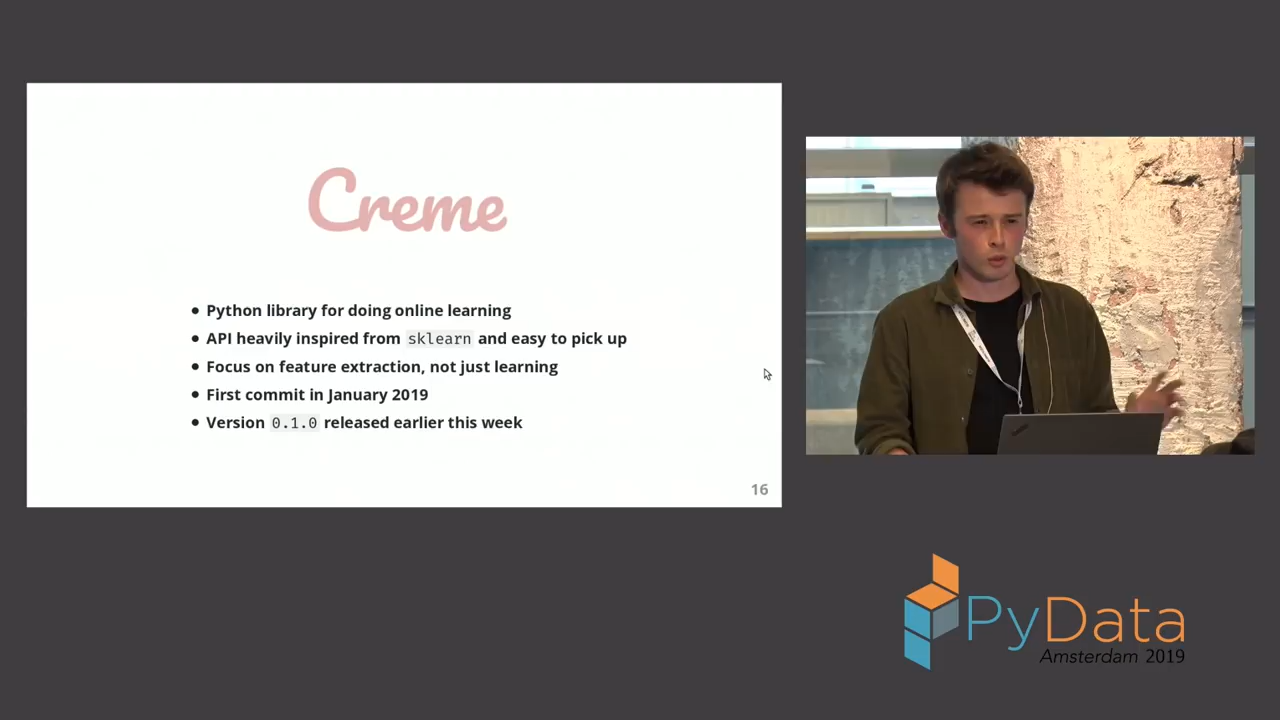 Creme
Python library for doing online learning
API heavily inspired from sklearn and easy to pick up
Focus on feature extraction, not just learning
First commit in January 2019
Version 0.1.0 released earlier this week
16
PyData
Amsterdam 2019